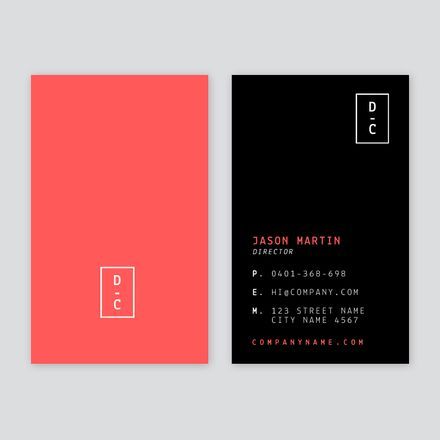 D
-
C
D
-
C
JASON MARTIN
DIRECTOR
P. 0401-368-698
E. HI@COMPANY.COM
M. 123 STREET NAME
CITY NAME 4567
COMPANYNAME.COM